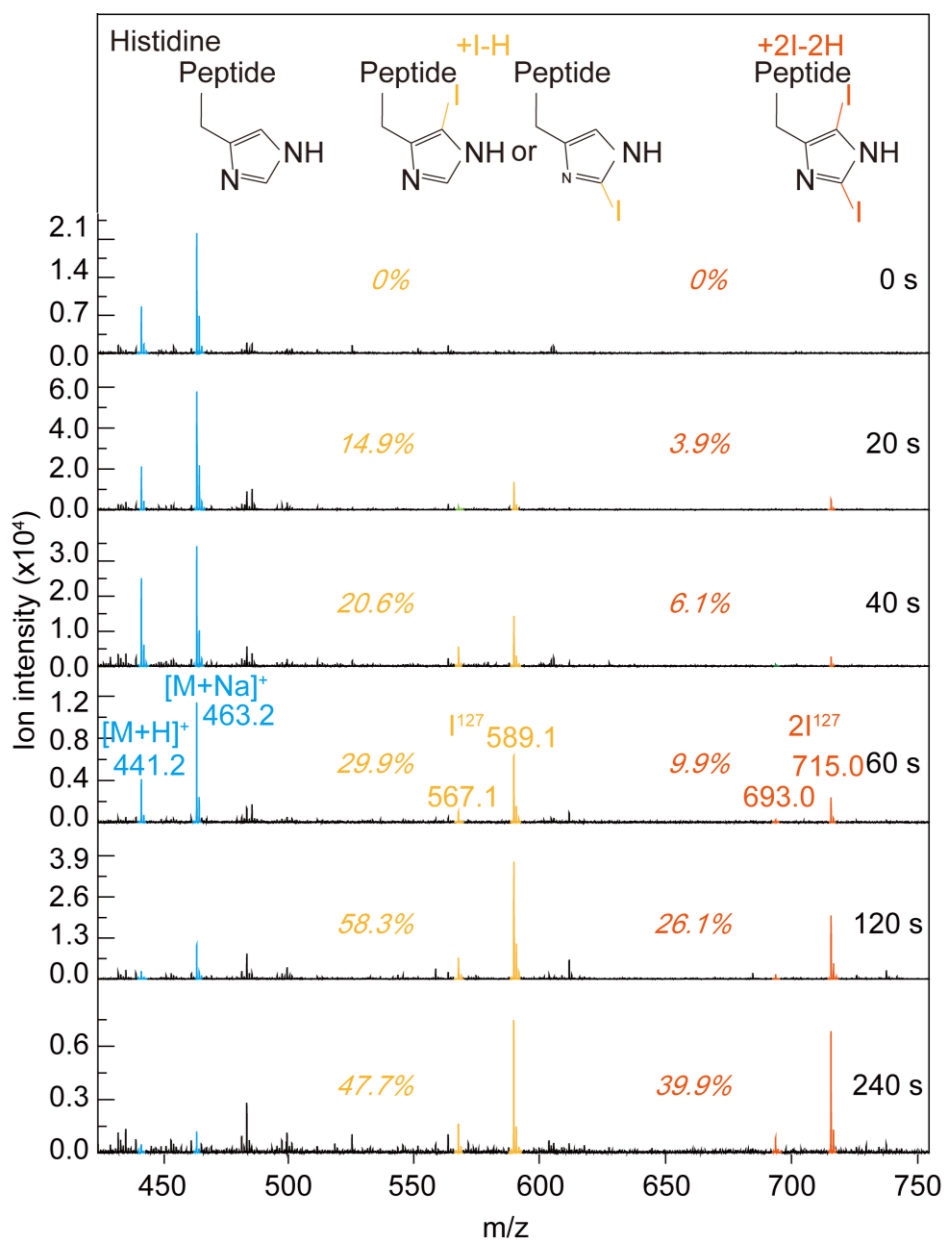 Histidine
+I-H
+2I-2H
Peptide
Peptide
Peptide
Peptide
I
I
N
NH
N
NH or
N
NH
N
NH
I
I
Ion intensity (x10⁴)
2.1
1.4
0.7
0.0
0%
0%
0 s
6.0
4.0
2.0
0.0
14.9%
3.9%
20 s
3.0
2.0
1.0
0.0
20.6%
6.1%
40 s
1.2
0.8
0.4
0.0
[M+H]⁺
441.2
[M+Na]⁺
463.2
I¹²⁷
589.1
29.9%
567.1
2I¹²⁷
9.9%
715.0
693.0
60 s
3.9
2.6
1.3
0.0
58.3%
26.1%
120 s
0.6
0.3
0.0
47.7%
39.9%
240 s
450
500
550
600
650
700
750
m/z